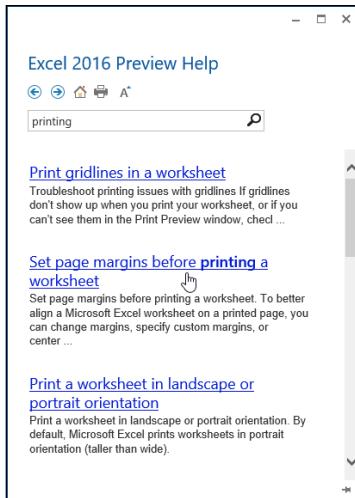 Excel 2016 Preview Help
A
printing
Print gridlines in a worksheet
Troubleshoot printing issues with gridlines If gridlines
don't show up when you print your worksheet, or if you
can't see them in the Print Preview window, checl ...
Set page margins before printing a
worksheet
Set page margins before printing a worksheet. To better
align a Microsoft Excel worksheet on a printed page, you
can change margins, specify custom margins, or
center ...
Print a worksheet in landscape or
portrait orientation
Print a worksheet in landscape or portrait orientation. By
default, Microsoft Excel prints worksheets in portrait
orientation (taller than wide).